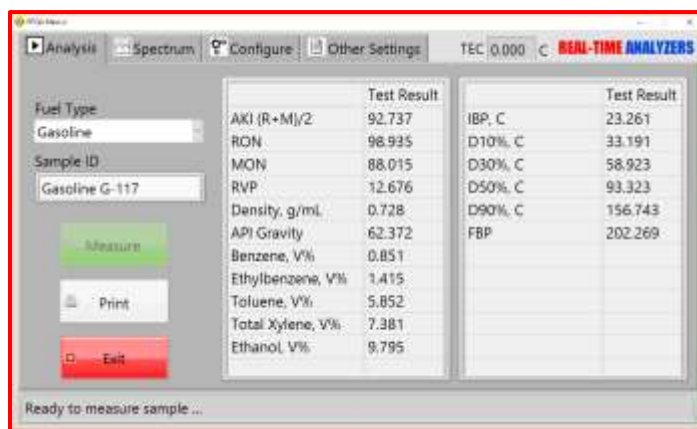 Analysis Spectrum Configure Other Settings TEC 0.000 C REAL-TIME ANALYZERS
Fuel Type
Gasoline
Sample ID
Gasoline G-117
Measure
Print
Exit
Test Result
AKI (R+M)/2 92.737
RON 98.935
MON 88.015
RVP 12.676
Density, g/mL 0.728
API Gravity 62.372
Benzene, V% 0.851
Ethylbenzene, V% 1.415
Toluene, V% 5.852
Total Xylene, V% 7.381
Ethanol, V% 9.795
Test Result
IBP, C 23.261
D10%, C 33.191
D30%, C 58.923
D50%, C 93.323
D90%, C 156.743
FBP 202.269
Ready to measure sample ...